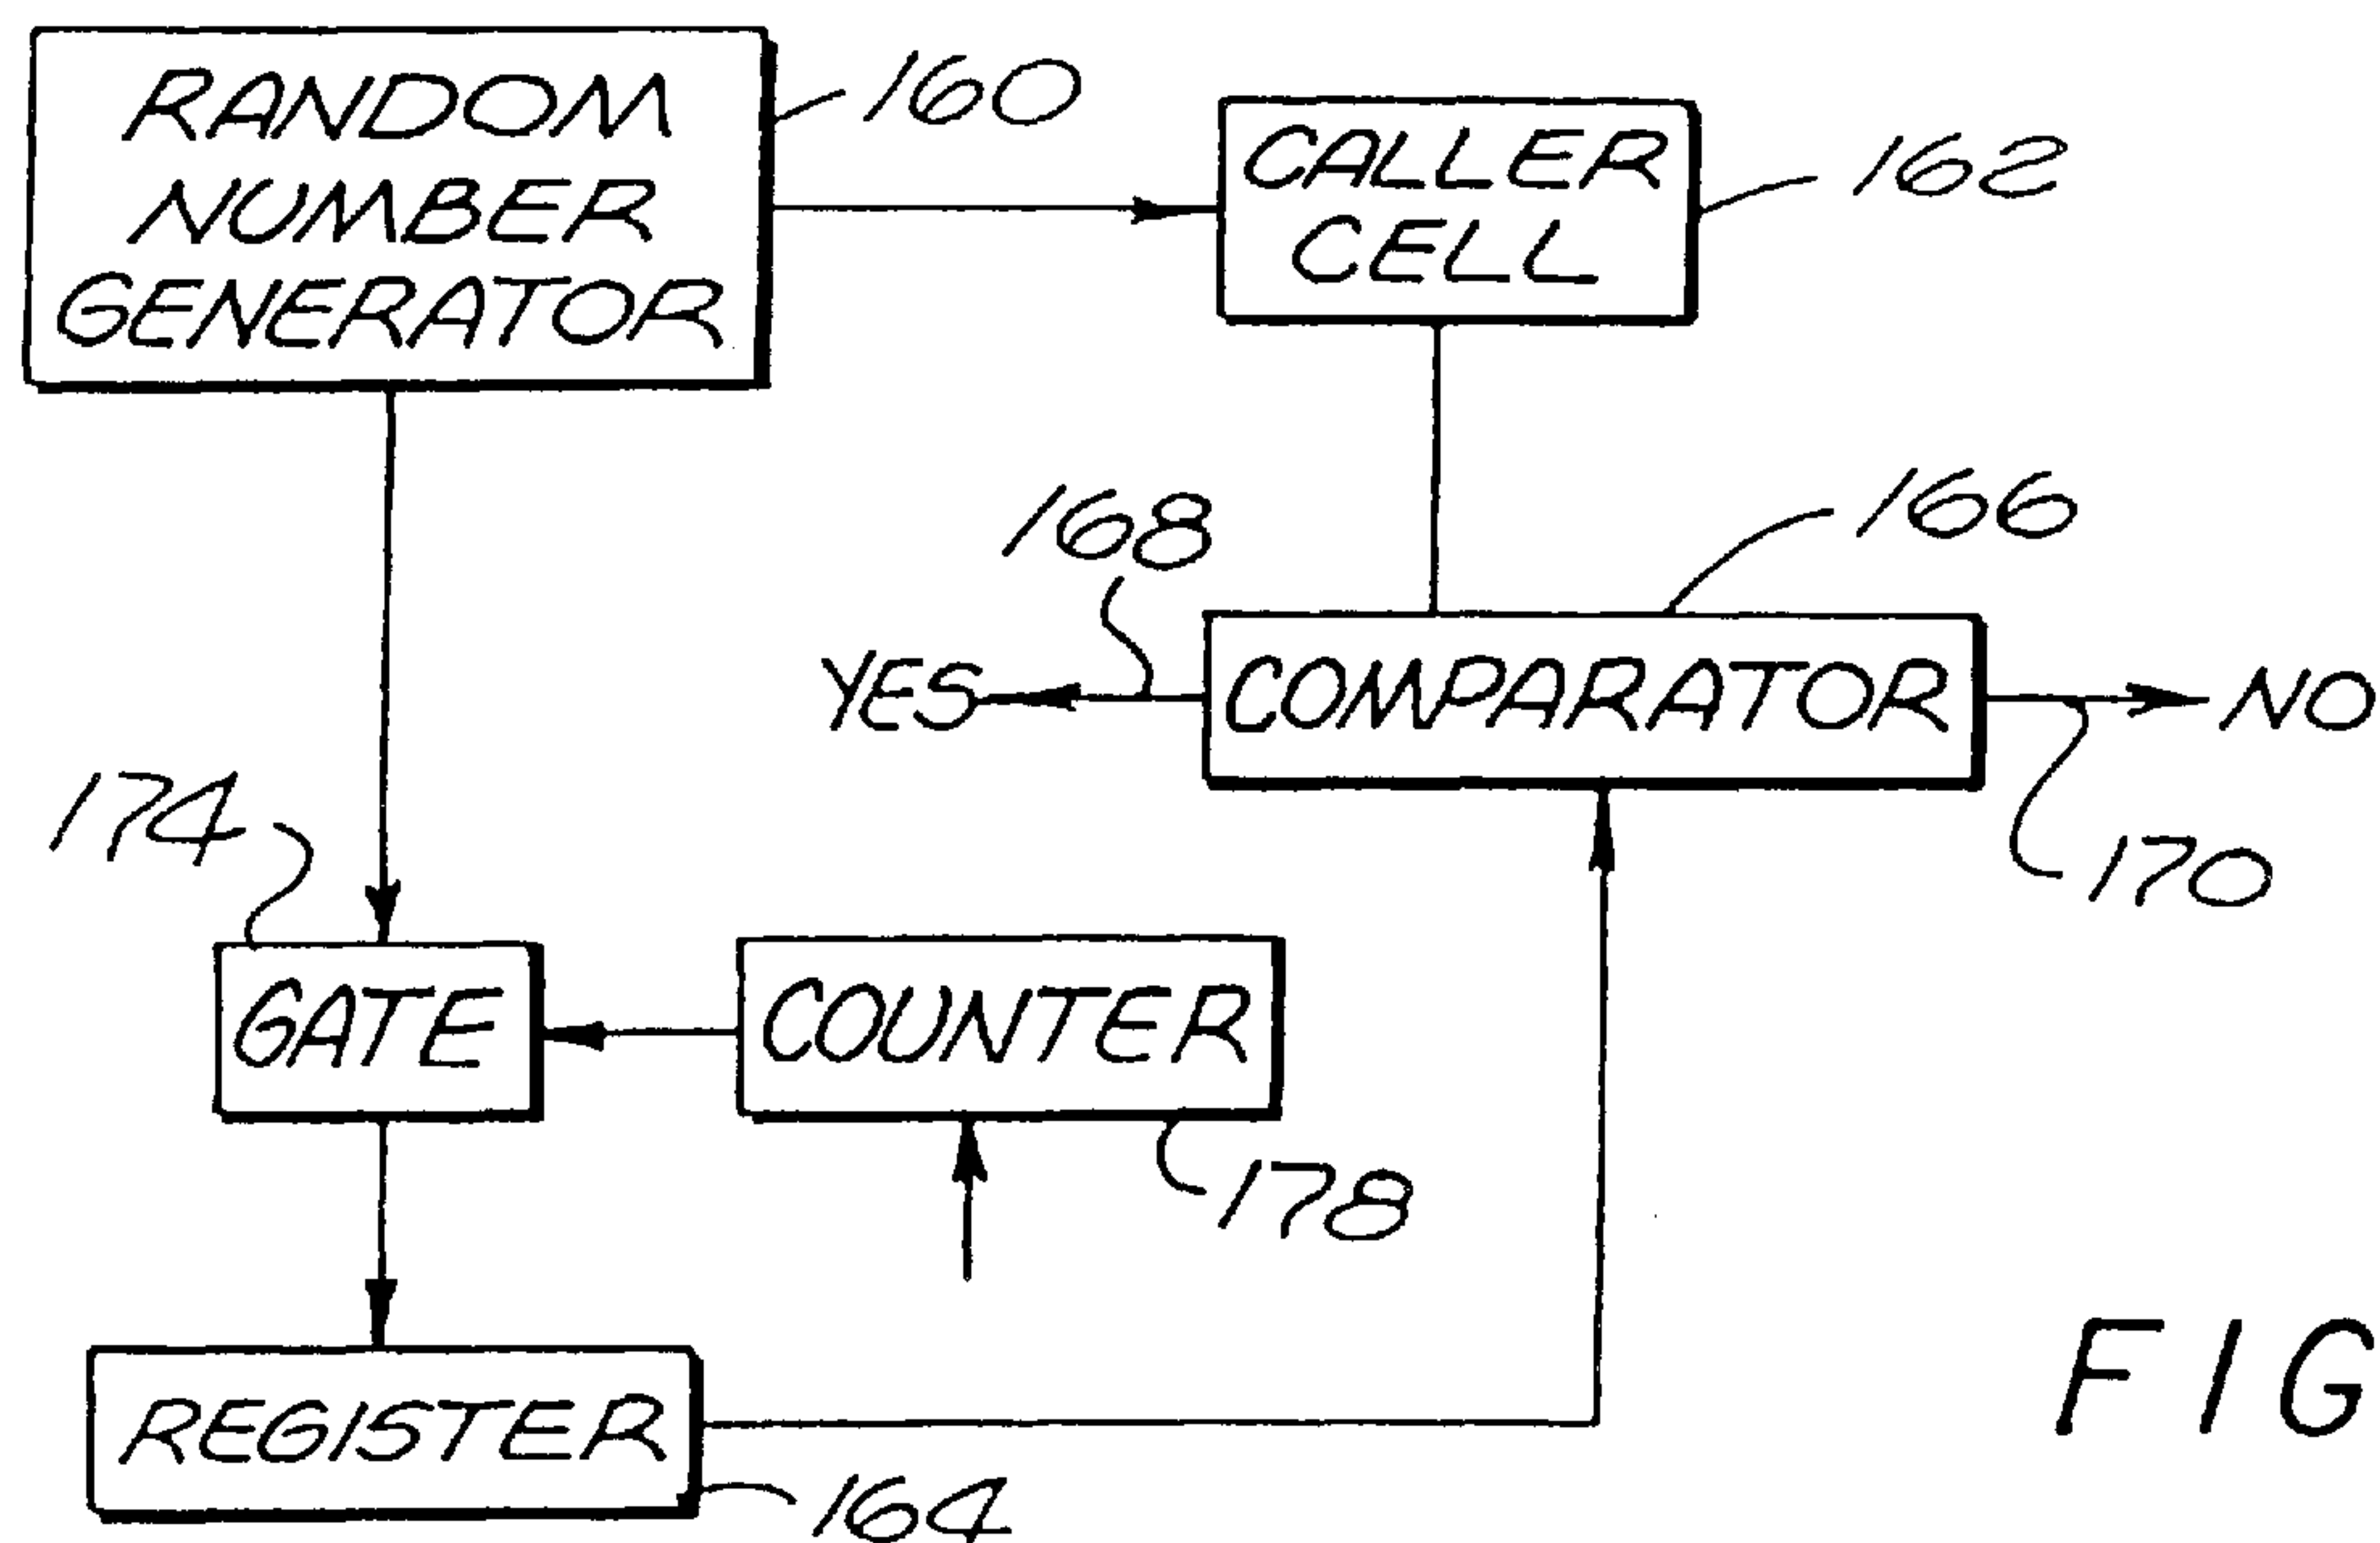 RANDOM
NUMBER
GENERATOR
160
CALLER
CELL
162
168
166
YES
COMPARATOR
NO
174
170
GATE
COUNTER
178
REGISTER
164
FIG